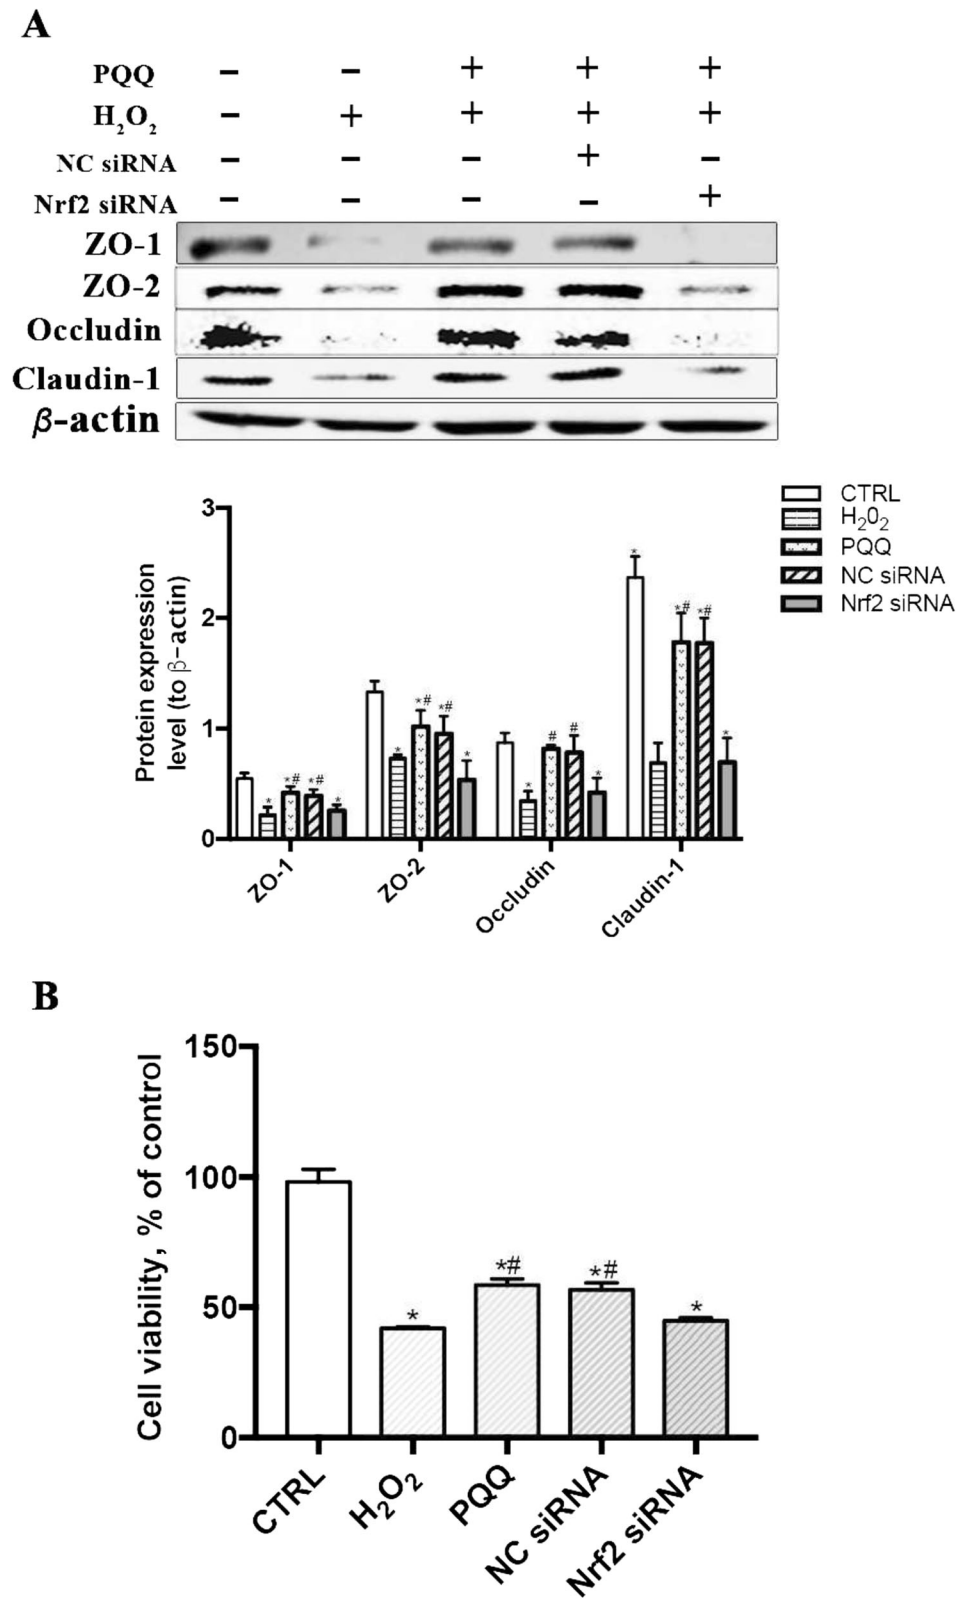 A
PQQ − − + + +
H₂O₂ − + + + +
NC siRNA − − − + −
Nrf2 siRNA − − − − +
ZO-1
ZO-2
Occludin
Claudin-1
β-actin
CTRL
H₂0₂
PQQ
NC siRNA
Nrf2 siRNA
Protein expression
level (to β-actin)
3
2
1
0
* *# *# *
* *# *# *
* # # *
* *# *# *
ZO-1
ZO-2
Occludin
Claudin-1
B
Cell viability, % of control
150
100
50
0
* *# *# *
CTRL
H₂O₂
PQQ
NC siRNA
Nrf2 siRNA